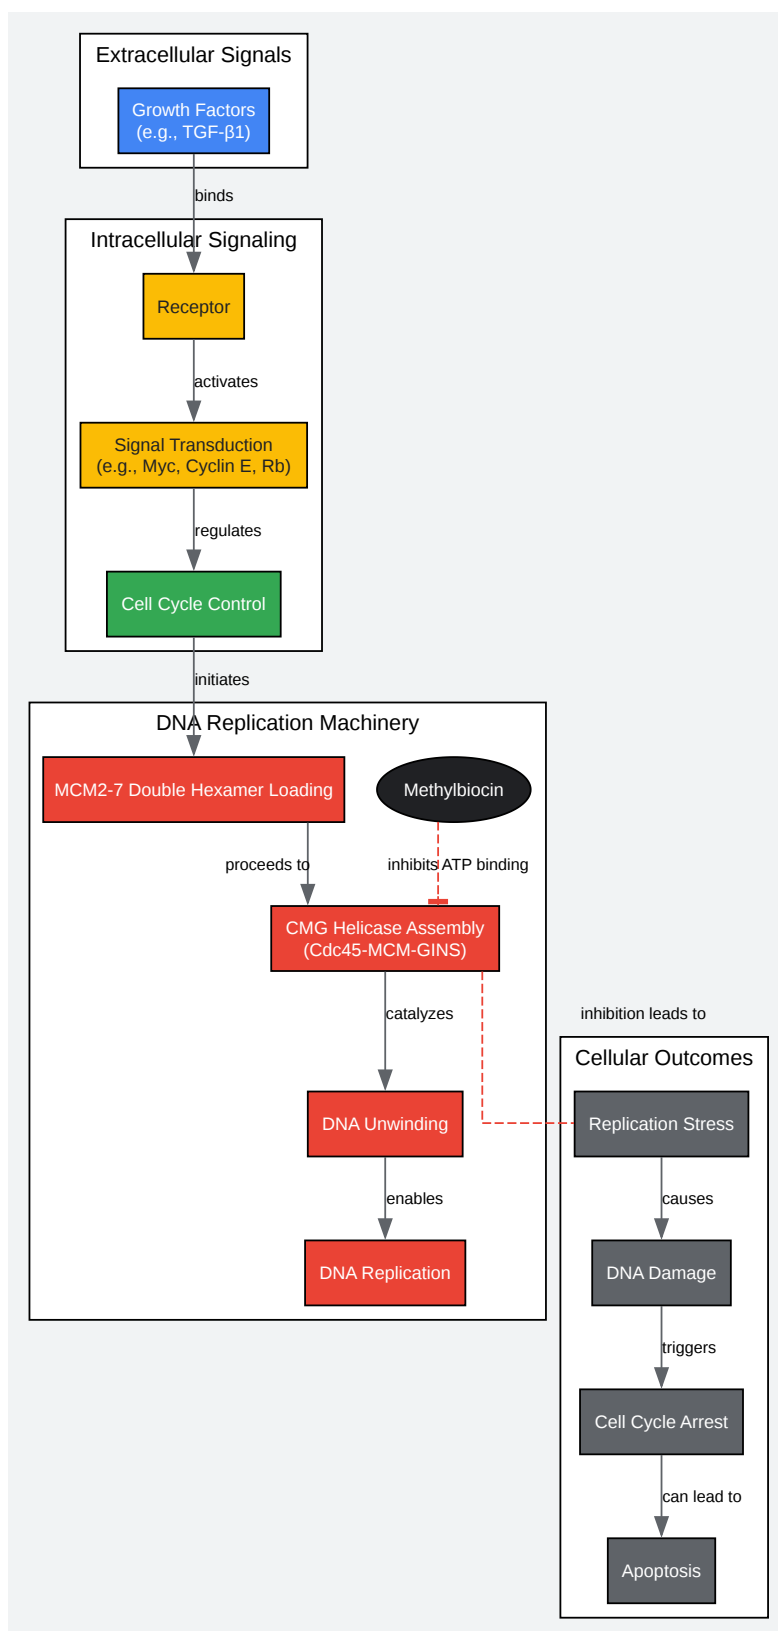 Extracellular Signals
Growth Factors
(e.g., TGF-β1)
binds
Intracellular Signaling
Receptor
activates
Signal Transduction
(e.g., Myc, Cyclin E, Rb)
regulates
Cell Cycle Control
initiates
DNA Replication Machinery
MCM2-7 Double Hexamer Loading
Methylbiocin
proceeds to
inhibits ATP binding
CMG Helicase Assembly
(Cdc45-MCM-GINS)
catalyzes
inhibition leads to
Cellular Outcomes
DNA Unwinding
Replication Stress
enables
causes
DNA Replication
DNA Damage
triggers
Cell Cycle Arrest
can lead to
Apoptosis